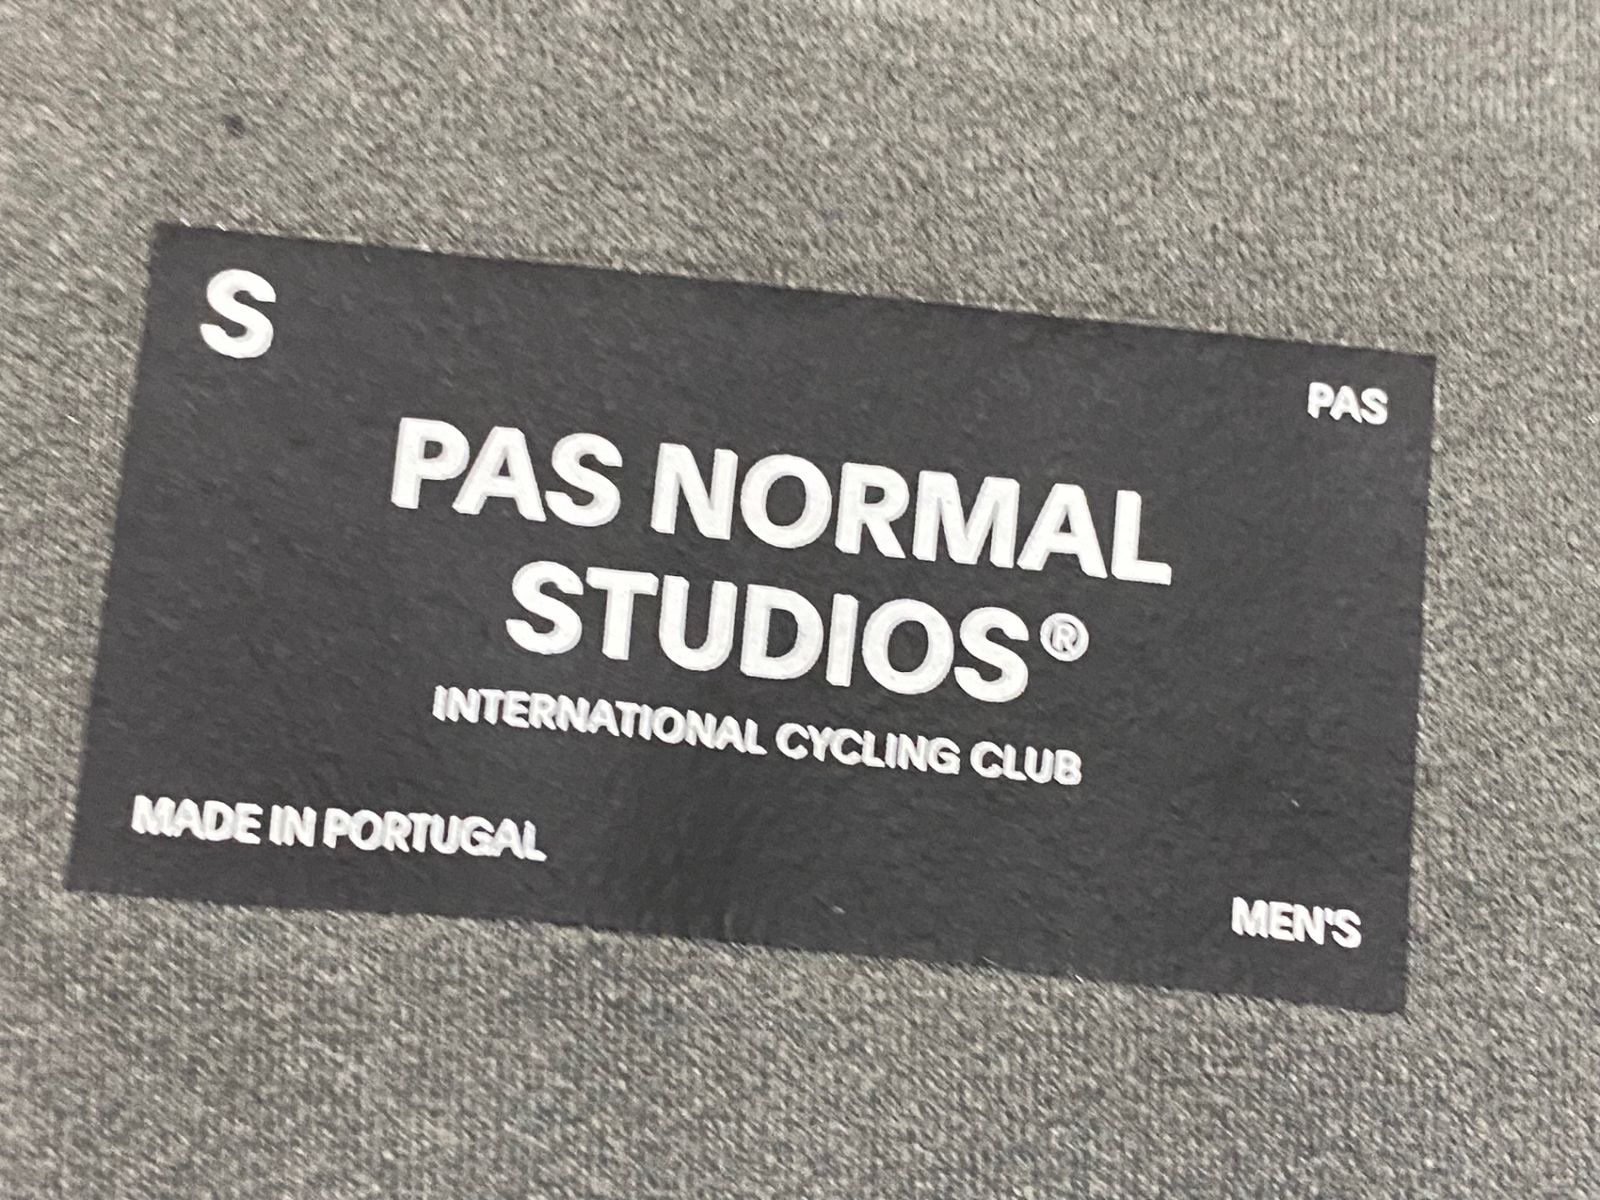 S
PAS
PAS NORMAL
STUDIOS®
INTERNATIONAL CYCLING CLUB
MADE IN PORTUGAL
MEN'S